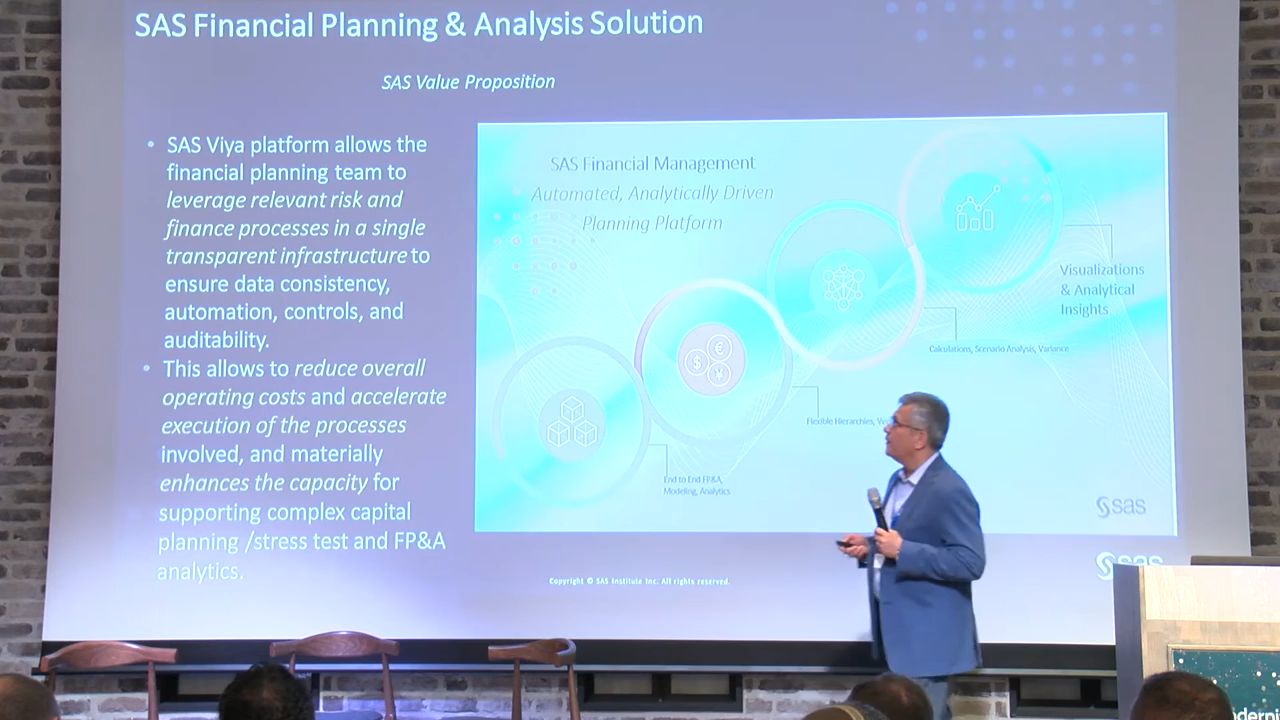 SAS Financial Planning & Analysis Solution
SAS Value Proposition
• SAS Viya platform allows the
financial planning team to
leverage relevant risk and
finance processes in a single
transparent infrastructure to
ensure data consistency,
automation, controls, and
auditability.
• This allows to reduce overall
operating costs and accelerate
execution of the processes
involved, and materially
enhances the capacity for
supporting complex capital
planning /stress test and FP&A
analytics.
SAS Financial Management
Automated, Analytically Driven
Planning Platform
Visualizations
& Analytical
Insights
Calculations, Scenario Analysis, Variance
Flexible Hierarchies,
End to End FP&A,
Modeling, Analytics
$ € ¥
sas
sas
Copyright © SAS Institute Inc. All rights reserved.